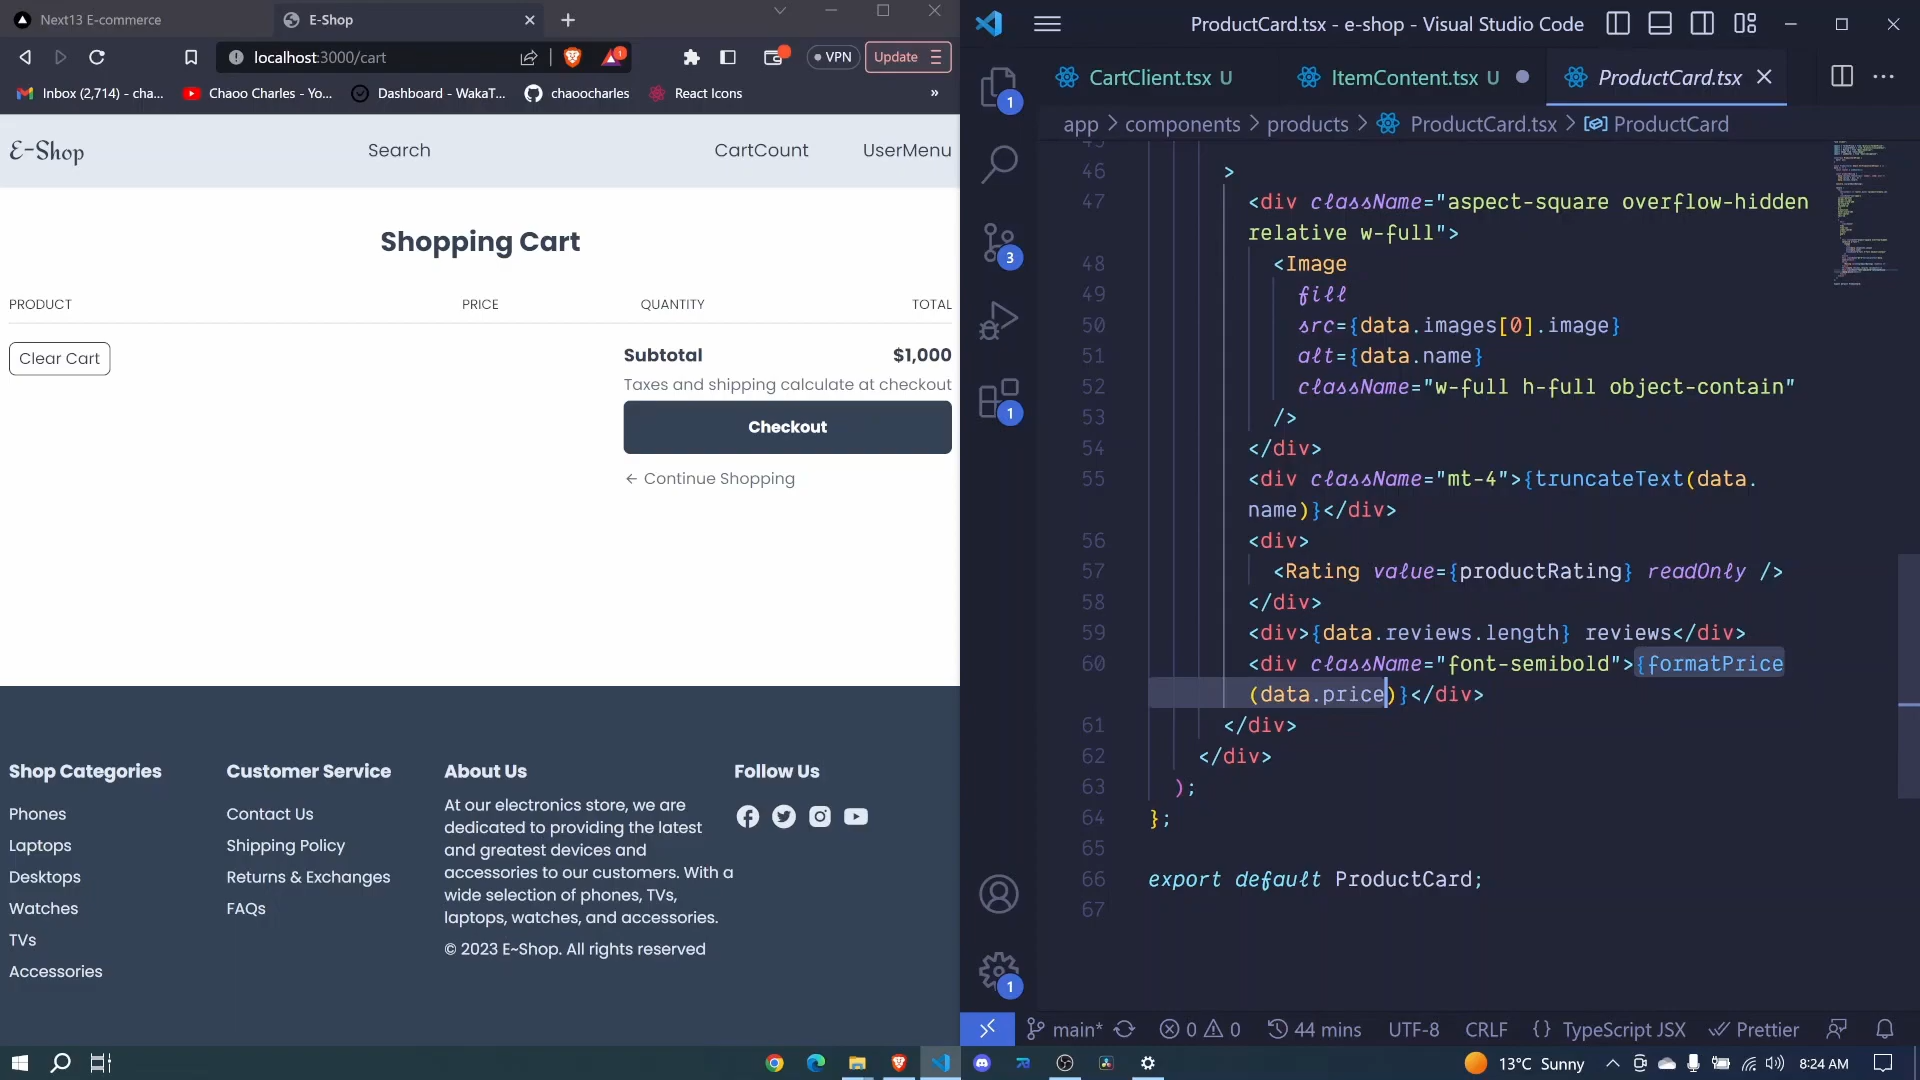 Next13 E-commerce
E-Shop
localhost:3000/cart
1
VPN
Update
Inbox (2,714) - cha...
YouTube Chaoo Charles - Yo...
Dashboard - WakaT...
chaoocharles
React Icons
»
E~Shop
Search
CartCount
UserMenu
Shopping Cart
PRODUCT
PRICE
QUANTITY
TOTAL
Clear Cart
Subtotal
$1,000
Taxes and shipping calculate at checkout
Checkout
← Continue Shopping
Shop Categories
Phones
Laptops
Desktops
Watches
TVs
Accessories
Customer Service
Contact Us
Shipping Policy
Returns & Exchanges
FAQs
About Us
At our electronics store, we are
dedicated to providing the latest
and greatest devices and
accessories to our customers. With a
wide selection of phones, TVs,
laptops, watches, and accessories.
© 2023 E~Shop. All rights reserved
Follow Us
ProductCard.tsx - e-shop - Visual Studio Code
CartClient.tsx U
ItemContent.tsx U
ProductCard.tsx
app > components > products > ProductCard.tsx > ProductCard
1
3
1
1
45
46 >
47 <div className="aspect-square overflow-hidden
relative w-full">
48 <Image
49 fill
50 src={data.images[0].image}
51 alt={data.name}
52 className="w-full h-full object-contain"
53 />
54 </div>
55 <div className="mt-4">{truncateText(data.
name)}</div>
56 <div>
57 <Rating value={productRating} readOnly />
58 </div>
59 <div>{data.reviews.length} reviews</div>
60 <div className="font-semibold">{formatPrice
(data.price)}</div>
61 </div>
62 </div>
63 );
64 };
65
66 export default ProductCard;
67
main*
0
0
44 mins
UTF-8
CRLF
{} TypeScript JSX
Prettier
13°C Sunny
8:24 AM